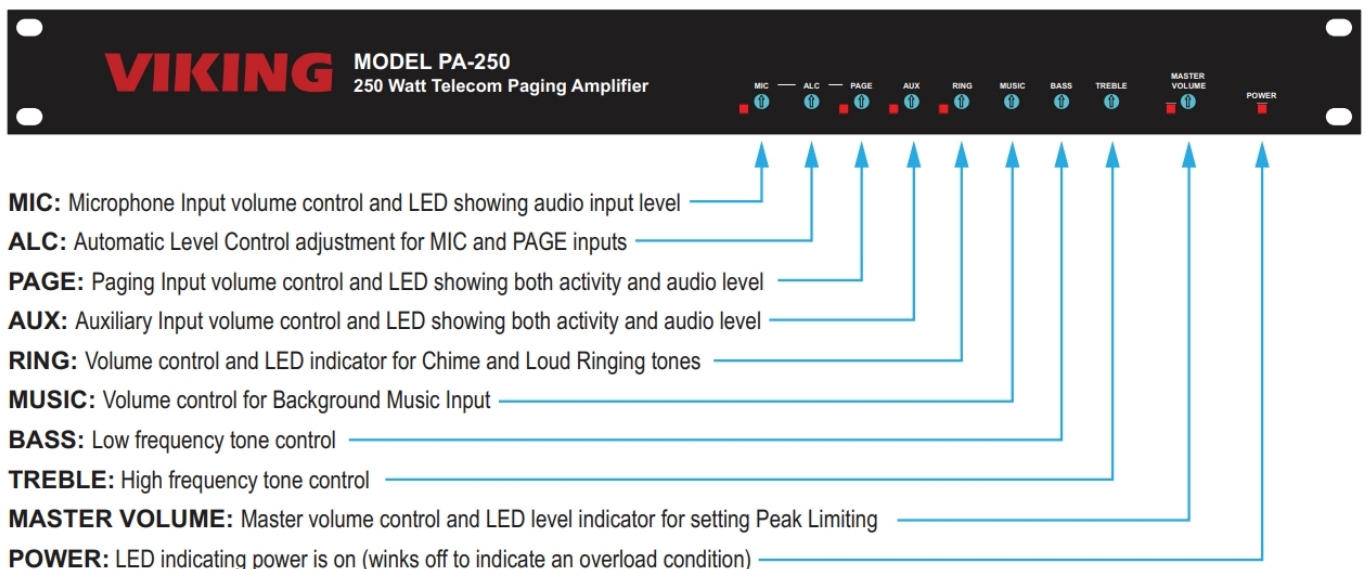 VIKING
MODEL PA-250
250 Watt Telecom Paging Amplifier
MIC — ALC — PAGE AUX RING MUSIC BASS TREBLE MASTER VOLUME POWER
MIC: Microphone Input volume control and LED showing audio input level
ALC: Automatic Level Control adjustment for MIC and PAGE inputs
PAGE: Paging Input volume control and LED showing both activity and audio level
AUX: Auxiliary Input volume control and LED showing both activity and audio level
RING: Volume control and LED indicator for Chime and Loud Ringing tones
MUSIC: Volume control for Background Music Input
BASS: Low frequency tone control
TREBLE: High frequency tone control
MASTER VOLUME: Master volume control and LED level indicator for setting Peak Limiting
POWER: LED indicating power is on (winks off to indicate an overload condition)